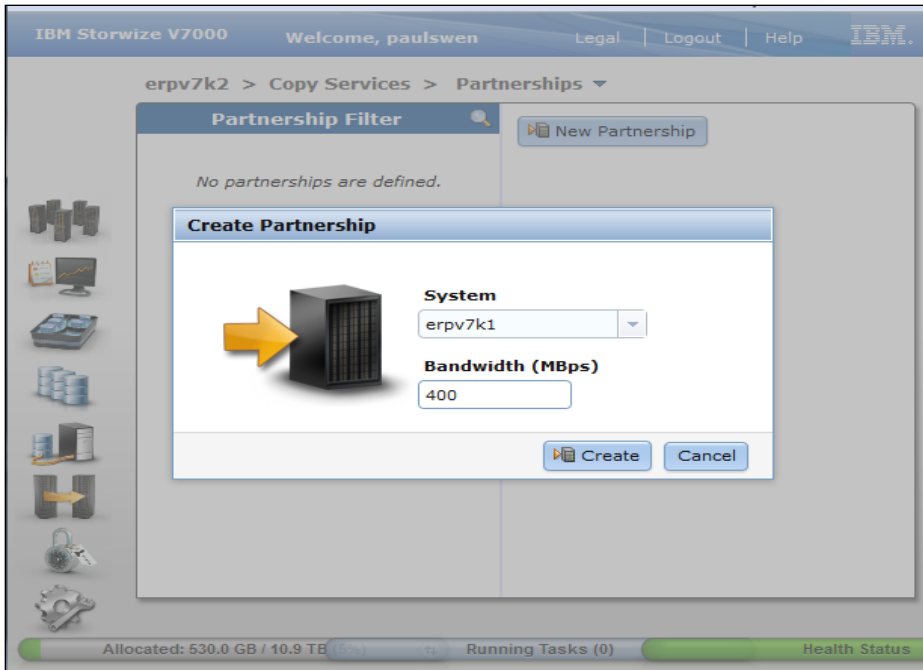 IBM Storwize V7000 Welcome, paulswen Legal | Logout | Help IBM.
erpv7k2 > Copy Services > Partnerships
Partnership Filter
New Partnership
No partnerships are defined.
Create Partnership
System
erpv7k1
Bandwidth (MBps)
400
Create Cancel
Allocated: 530.0 GB / 10.9 TB (5%) Running Tasks (0) Health Status